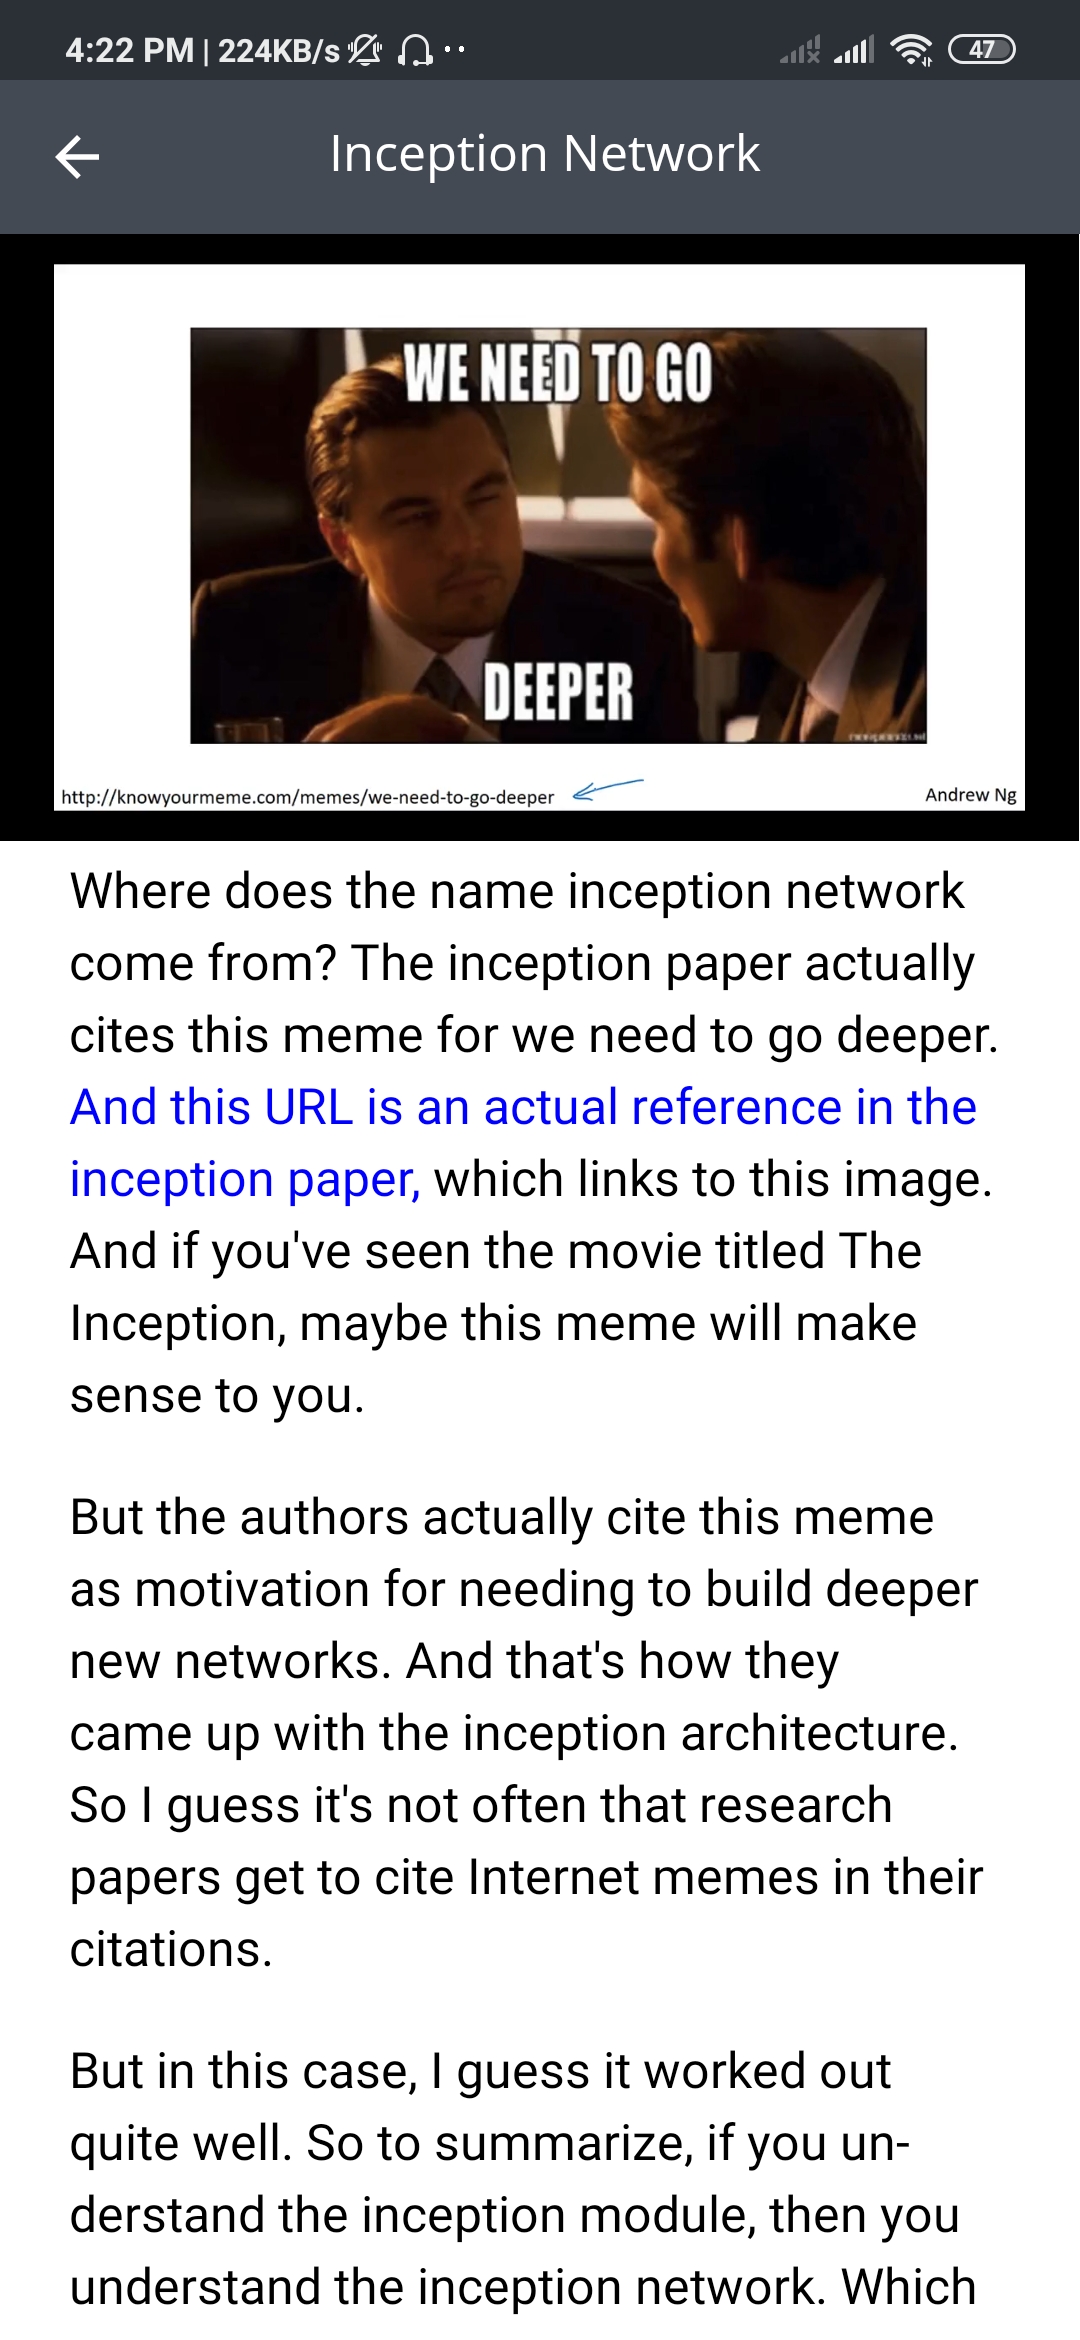 4:22 PM | 224KB/s
47
Inception Network
WE NEED TO GO
DEEPER
http://knowyourmeme.com/memes/we-need-to-go-deeper
Andrew Ng
Where does the name inception network
come from? The inception paper actually
cites this meme for we need to go deeper.
And this URL is an actual reference in the
inception paper, which links to this image.
And if you've seen the movie titled The
Inception, maybe this meme will make
sense to you.
But the authors actually cite this meme
as motivation for needing to build deeper
new networks. And that's how they
came up with the inception architecture.
So I guess it's not often that research
papers get to cite Internet memes in their
citations.
But in this case, I guess it worked out
quite well. So to summarize, if you un-
derstand the inception module, then you
understand the inception network. Which